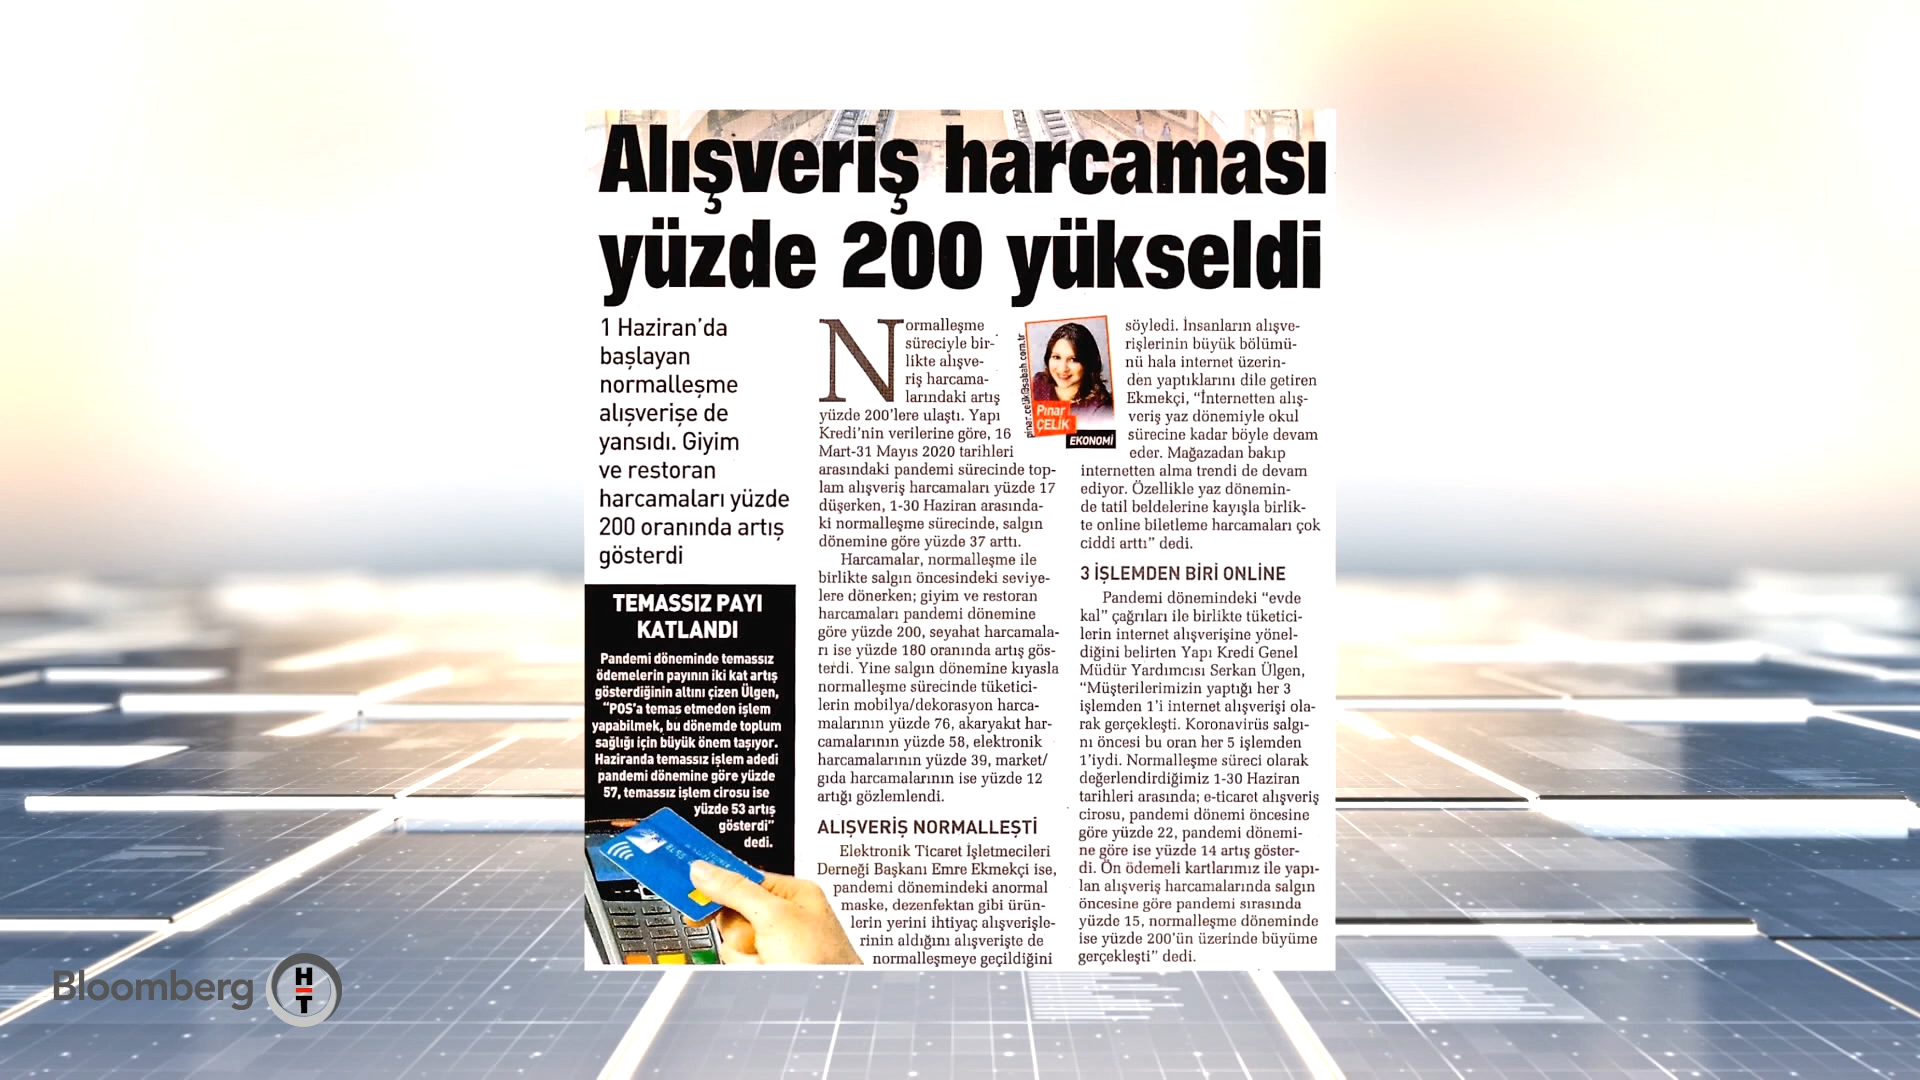 Alışveriş harcaması
yüzde 200 yükseldi
1 Haziran'da
başlayan
normalleşme
alışverişe de
yansıdı. Giyim
ve restoran
harcamaları yüzde
200 oranında artış
gösterdi
TEMASSIZ PAYI
KATLANDI
Pandemi döneminde temassız
ödemelerin payının iki kat artış
gösterdiğinin altını çizen Ülgen,
“POS'a temas etmeden işlem
yapabilmek, bu dönemde toplum
sağlığı için büyük önem taşıyor.
Haziranda temassız işlem adedi
pandemi dönemine göre yüzde
57, temassız işlem cirosu ise
yüzde 53 artış
gösterdi”
dedi.
Normalleşme
süreciyle bir-
likte alışve-
riş harcama-
larındaki artış
yüzde 200'lere ulaştı. Yapı
Kredi'nin verilerine göre, 16
Mart-31 Mayıs 2020 tarihleri
arasındaki pandemi sürecinde top-
lam alışveriş harcamaları yüzde 17
düşerken, 1-30 Haziran arasında-
ki normalleşme sürecinde, salgın
dönemine göre yüzde 37 arttı.
Harcamalar, normalleşme ile
birlikte salgın öncesindeki seviye-
lere dönerken; giyim ve restoran
harcamaları pandemi dönemine
göre yüzde 200, seyahat harcamala-
rı ise yüzde 180 oranında artış gös-
terdi. Yine salgın dönemine kıyasla
normalleşme sürecinde tüketici-
lerin mobilya/dekorasyon harca-
malarının yüzde 76, akaryakıt har-
camalarının yüzde 58, elektronik
harcamalarının yüzde 39, market/
gıda harcamalarının ise yüzde 12
artığı gözlemlendi.
ALIŞVERİŞ NORMALLEŞTİ
Elektronik Ticaret İşletmecileri
Derneği Başkanı Emre Ekmekçi ise,
pandemi dönemindeki anormal
maske, dezenfektan gibi ürün-
lerin yerini ihtiyaç alışverişle-
rinin aldığını alışverişte de
normalleşmeye geçildiğini
pinar.celik@sabah.com.tr
Pınar
ÇELİK
EKONOMİ
söyledi. İnsanların alışve-
rişlerinin büyük bölümü-
nü hala internet üzerin-
den yaptıklarını dile getiren
Ekmekçi, “İnternetten alış-
veriş yaz dönemiyle okul
sürecine kadar böyle devam
eder. Mağazadan bakıp
internetten alma trendi de devam
ediyor. Özellikle yaz dönemin-
de tatil beldelerine kayışla birlik-
te online biletleme harcamaları çok
ciddi arttı” dedi.
3 İŞLEMDEN BİRİ ONLINE
Pandemi dönemindeki “evde
kal” çağrıları ile birlikte tüketici-
lerin internet alışverişine yönel-
diğini belirten Yapı Kredi Genel
Müdür Yardımcısı Serkan Ülgen,
“Müşterilerimizin yaptığı her 3
işlemden 1'i internet alışverişi ola-
rak gerçekleşti. Koronavirüs salgı-
nı öncesi bu oran her 5 işlemden
1'iydi. Normalleşme süreci olarak
değerlendirdiğimiz 1-30 Haziran
tarihleri arasında; e-ticaret alışveriş
cirosu, pandemi dönemi öncesine
göre yüzde 22, pandemi dönemi-
ne göre ise yüzde 14 artış göster-
di. Ön ödemeli kartlarımız ile yapı-
lan alışveriş harcamalarında salgın
öncesine göre pandemi sırasında
yüzde 15, normalleşme döneminde
ise yüzde 200'ün üzerinde büyüme
gerçekleşti” dedi.
Bloomberg HT